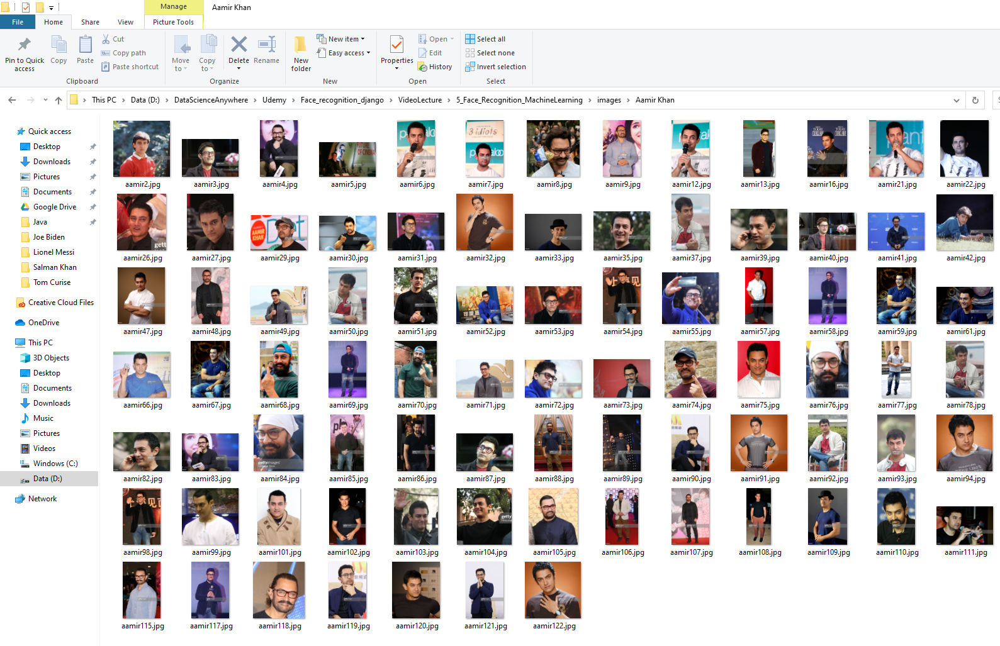 Manage
Aamir Khan
File
Home
Share
View
Picture Tools
Pin to Quick access
Copy
Paste
Cut
Copy path
Paste shortcut
Clipboard
Move to
Copy to
Delete
Rename
Organize
New folder
New item
Easy access
New
Properties
Open
Edit
History
Open
Select all
Select none
Invert selection
Select
This PC > Data (D:) > DataScienceAnywhere > Udemy > Face_recognition_django > VideoLecture > 5_Face_Recognition_MachineLearning > images > Aamir Khan
Quick access
Desktop
Downloads
Pictures
Documents
Google Drive
Java
Joe Biden
Lionel Messi
Salman Khan
Tom Curise
Creative Cloud Files
OneDrive
This PC
3D Objects
Desktop
Documents
Downloads
Music
Pictures
Videos
Windows (C:)
Data (D:)
Network
FUTURE OF CINEMA
3 idiots
aamir2.jpg aamir3.jpg aamir4.jpg aamir5.jpg aamir6.jpg aamir7.jpg aamir8.jpg aamir9.jpg aamir12.jpg aamir13.jpg aamir16.jpg aamir21.jpg aamir22.jpg
AAMIR KHAN
aamir26.jpg aamir27.jpg aamir29.jpg aamir30.jpg aamir31.jpg aamir32.jpg aamir33.jpg aamir35.jpg aamir37.jpg aamir39.jpg aamir40.jpg aamir41.jpg aamir42.jpg
aamir47.jpg aamir48.jpg aamir49.jpg aamir50.jpg aamir51.jpg aamir52.jpg aamir53.jpg aamir54.jpg aamir55.jpg aamir57.jpg aamir58.jpg aamir59.jpg aamir61.jpg
aamir66.jpg aamir67.jpg aamir68.jpg aamir69.jpg aamir70.jpg aamir71.jpg aamir72.jpg aamir73.jpg aamir74.jpg aamir75.jpg aamir76.jpg aamir77.jpg aamir78.jpg
aamir82.jpg aamir83.jpg aamir84.jpg aamir85.jpg aamir86.jpg aamir87.jpg aamir88.jpg aamir89.jpg aamir90.jpg aamir91.jpg aamir92.jpg aamir93.jpg aamir94.jpg
aamir98.jpg aamir99.jpg aamir101.jpg aamir102.jpg aamir103.jpg aamir104.jpg aamir105.jpg aamir106.jpg aamir107.jpg aamir108.jpg aamir109.jpg aamir110.jpg aamir111.jpg
aamir115.jpg aamir117.jpg aamir118.jpg aamir119.jpg aamir120.jpg aamir121.jpg aamir122.jpg